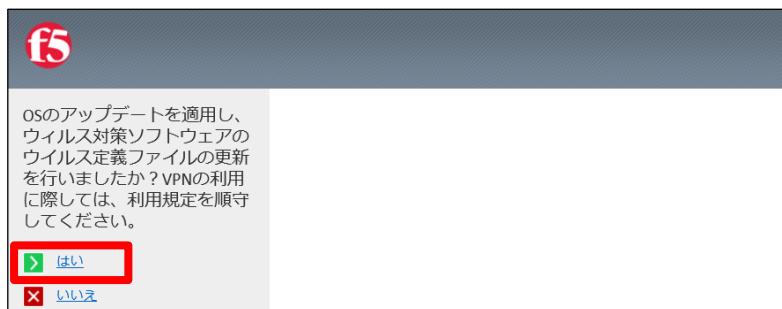 f5
OSのアップデートを適用し、
ウィルス対策ソフトウェアの
ウイルス定義ファイルの更新
を行いましたか？VPNの利用
に際しては、利用規定を順守
してください。
はい
いいえ